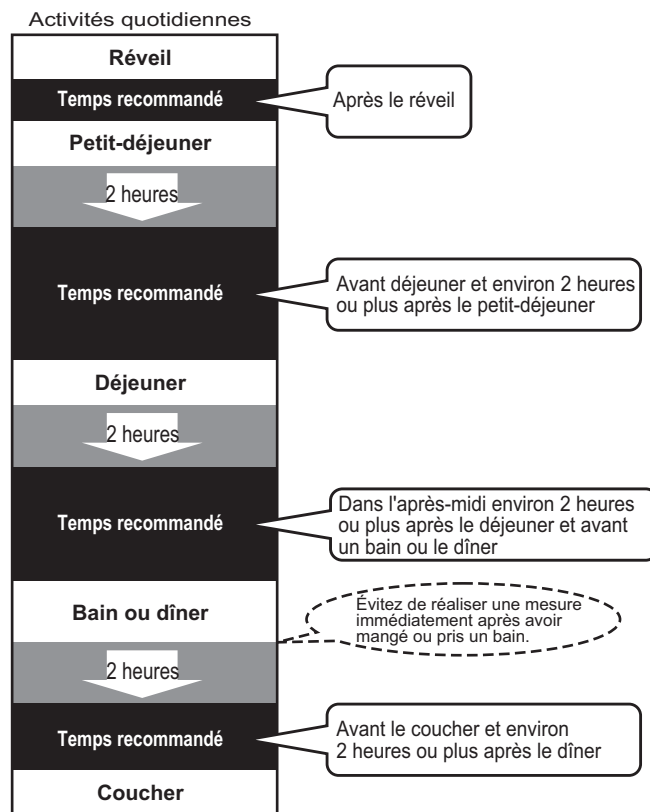 Activités quotidiennes
Réveil
Temps recommandé
Après le réveil
Petit-déjeuner
2 heures
Temps recommandé
Avant déjeuner et environ 2 heures
ou plus après le petit-déjeuner
Déjeuner
2 heures
Temps recommandé
Dans l'après-midi environ 2 heures
ou plus après le déjeuner et avant
un bain ou le dîner
Bain ou dîner
Évitez de réaliser une mesure
immédiatement après avoir
mangé ou pris un bain.
2 heures
Temps recommandé
Avant le coucher et environ
2 heures ou plus après le dîner
Coucher